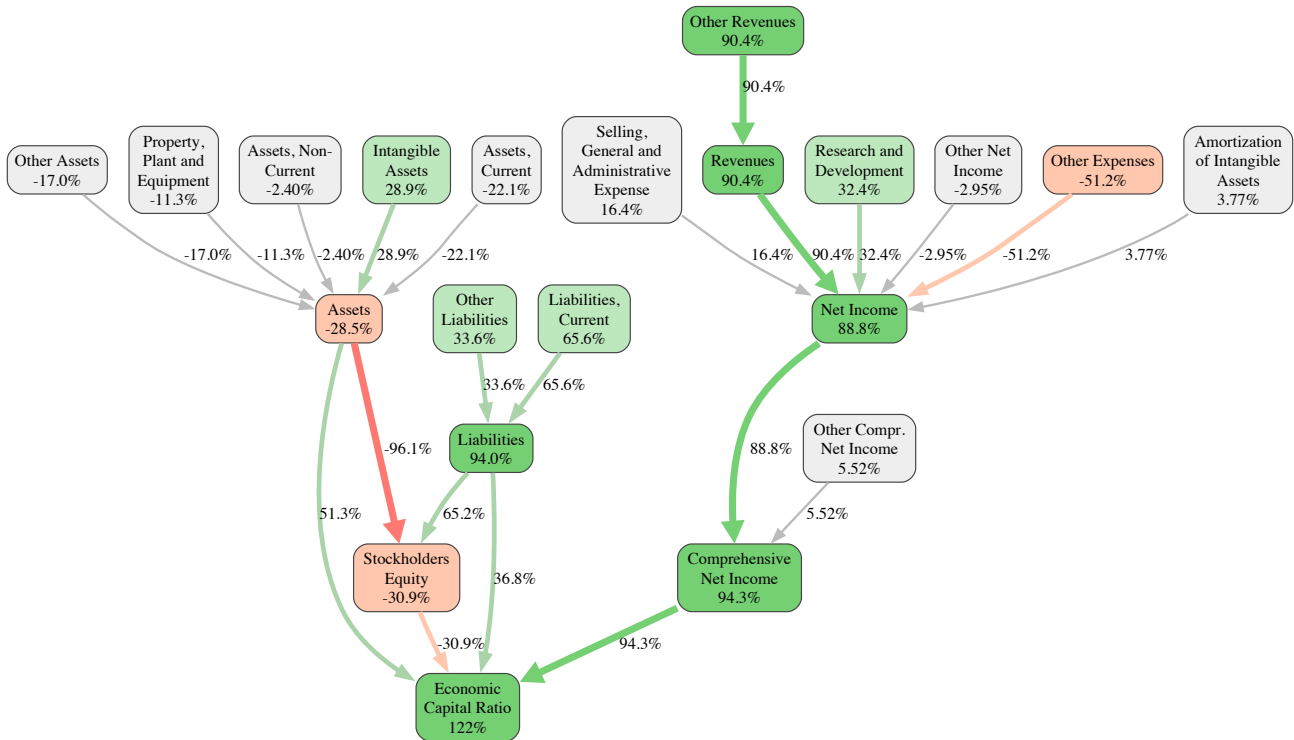 Other Revenues
90.4%
90.4%
Other Assets
-17.0%
Property,
Plant and
Equipment
-11.3%
Assets, Non-
Current
-2.40%
Intangible
Assets
28.9%
Assets,
Current
-22.1%
Selling,
General and
Administrative
Expense
16.4%
Revenues
90.4%
Research and
Development
32.4%
Other Net
Income
-2.95%
Other Expenses
-51.2%
Amortization
of Intangible
Assets
3.77%
-17.0%
-11.3%
-2.40%
28.9%
-22.1%
16.4%
90.4%
32.4%
-2.95%
-51.2%
3.77%
Assets
-28.5%
Other
Liabilities
33.6%
Liabilities,
Current
65.6%
Net Income
88.8%
33.6%
65.6%
-96.1%
Liabilities
94.0%
88.8%
Other Compr.
Net Income
5.52%
51.3%
65.2%
5.52%
Stockholders
Equity
-30.9%
36.8%
Comprehensive
Net Income
94.3%
-30.9%
94.3%
Economic
Capital Ratio
122%